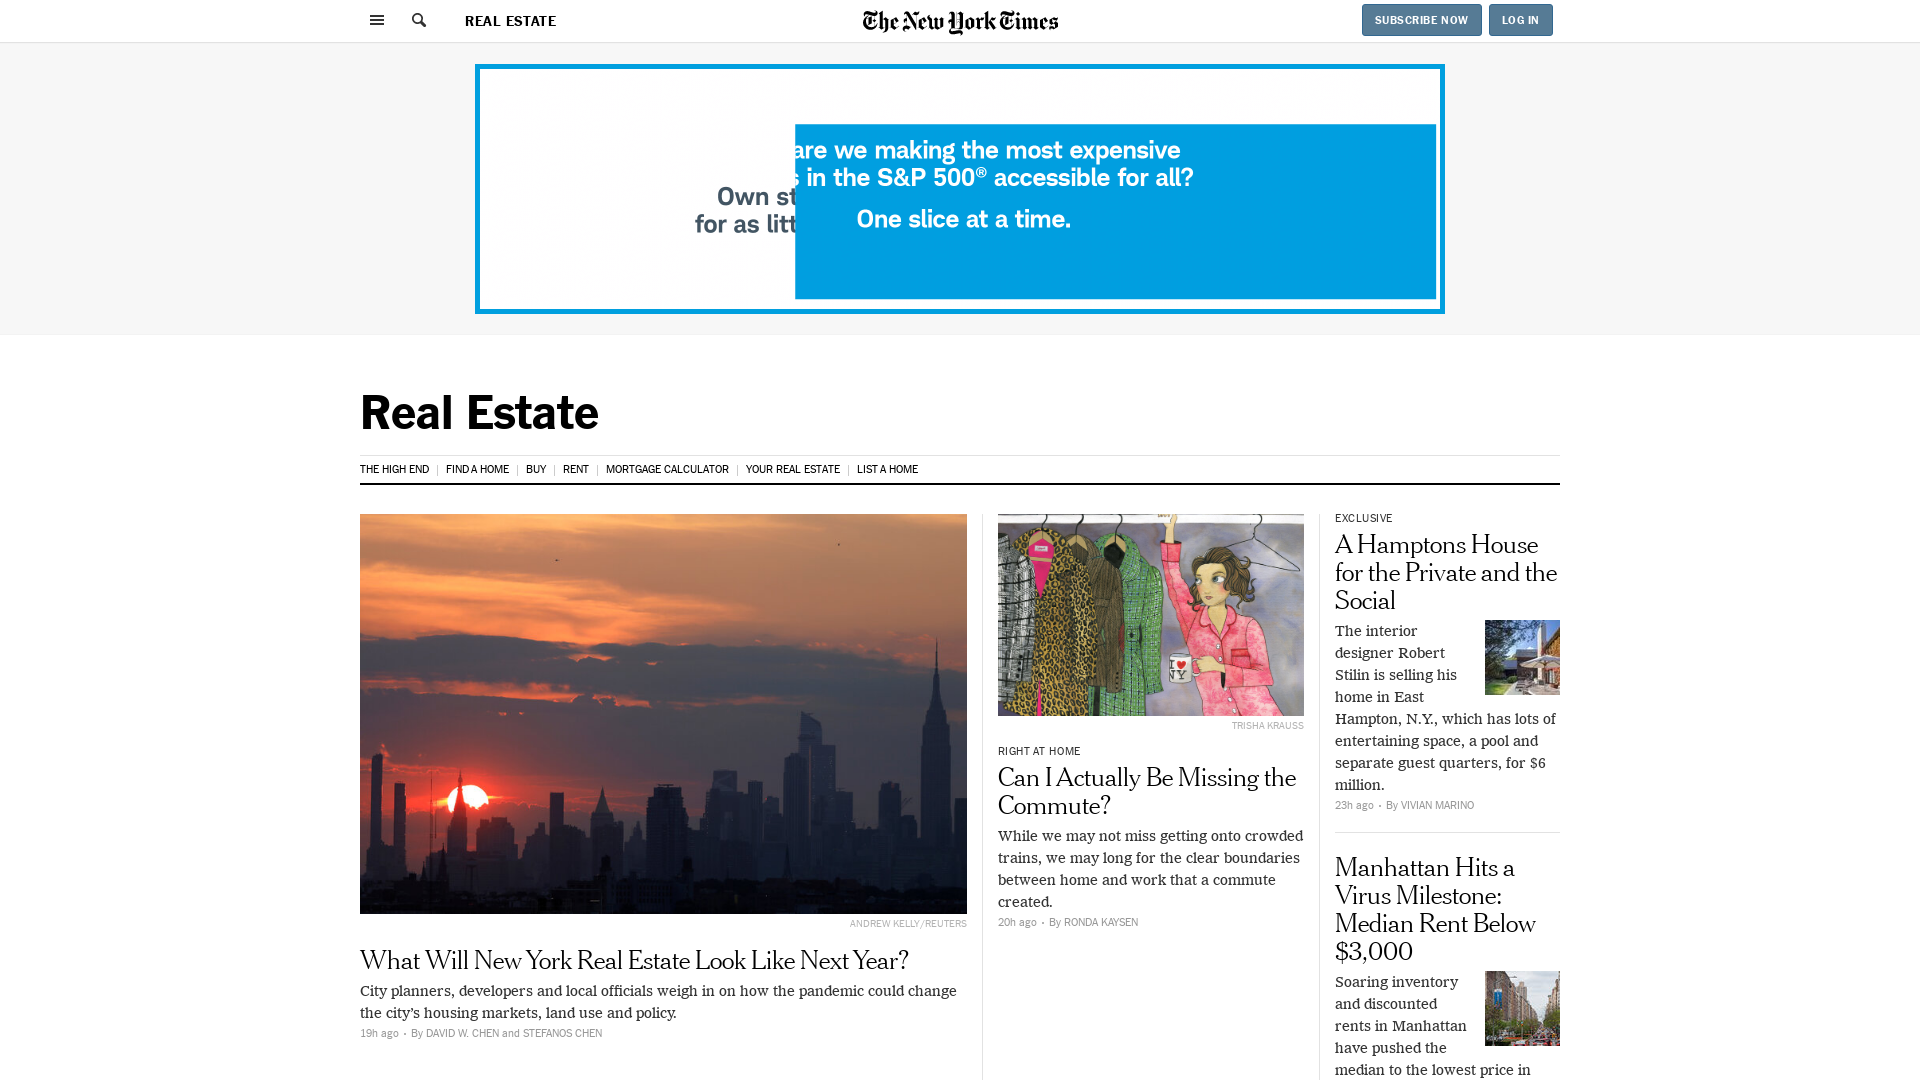 REAL ESTATE
The New York Times
SUBSCRIBE NOW
LOG IN
are we making the most expensive
in the S&P 500® accessible for all?
Own
for as
One slice at a time.
Real Estate
THE HIGH END
FIND A HOME
BUY
RENT
MORTGAGE CALCULATOR
YOUR REAL ESTATE
LIST A HOME
ANDREW KELLY/REUTERS
What Will New York Real Estate Look Like Next Year?
City planners, developers and local officials weigh in on how the pandemic could change
the city’s housing markets, land use and policy.
19h ago · By DAVID W. CHEN and STEFANOS CHEN
I
NY
TRISHA KRAUSS
RIGHT AT HOME
Can I Actually Be Missing the
Commute?
While we may not miss getting onto crowded
trains, we may long for the clear boundaries
between home and work that a commute
created.
20h ago · By RONDA KAYSEN
EXCLUSIVE
A Hamptons House
for the Private and the
Social
The interior
designer Robert
Stilin is selling his
home in East
Hampton, N.Y., which has lots of
entertaining space, a pool and
separate guest quarters, for $6
million.
23h ago · By VIVIAN MARINO
Manhattan Hits a
Virus Milestone:
Median Rent Below
$3,000
Soaring inventory
and discounted
rents in Manhattan
have pushed the
median to the lowest price in